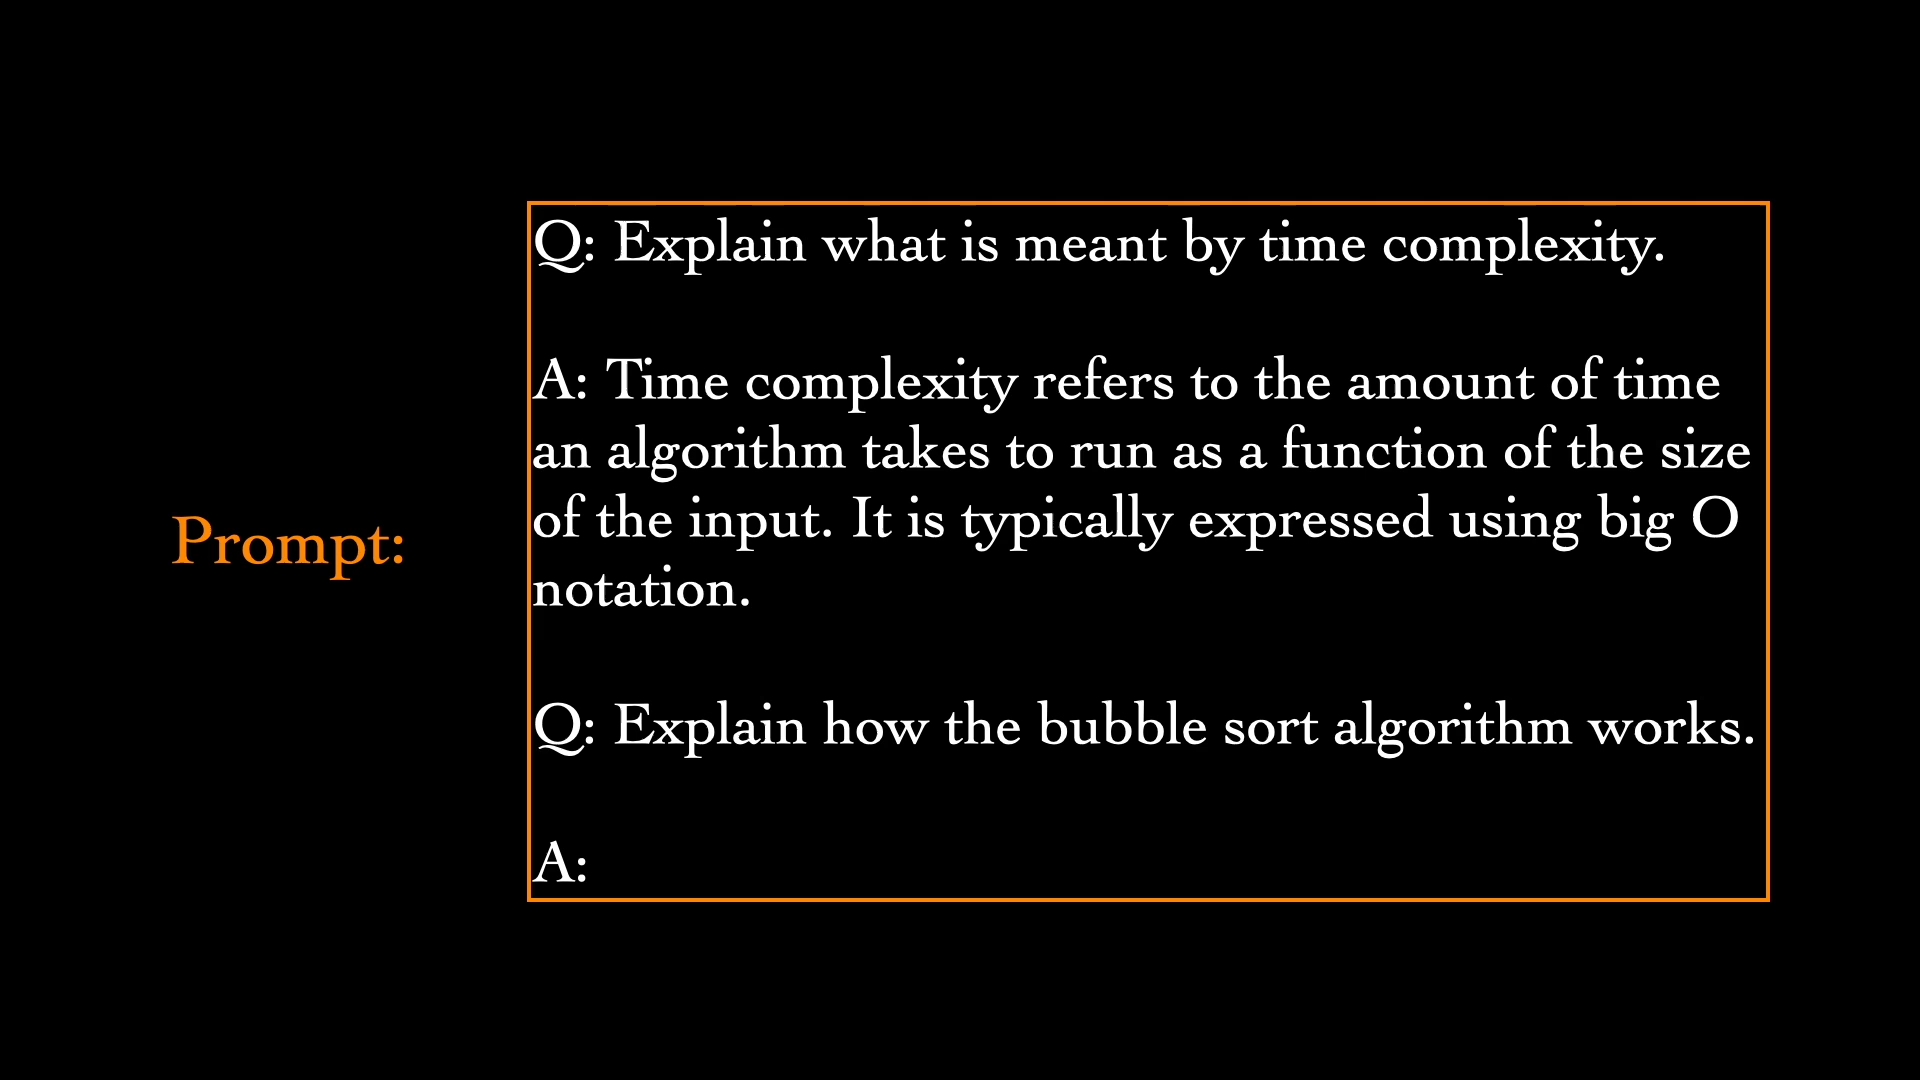 Prompt:
Q: Explain what is meant by time complexity.
A: Time complexity refers to the amount of time
an algorithm takes to run as a function of the size
of the input. It is typically expressed using big O
notation.
Q: Explain how the bubble sort algorithm works.
A: